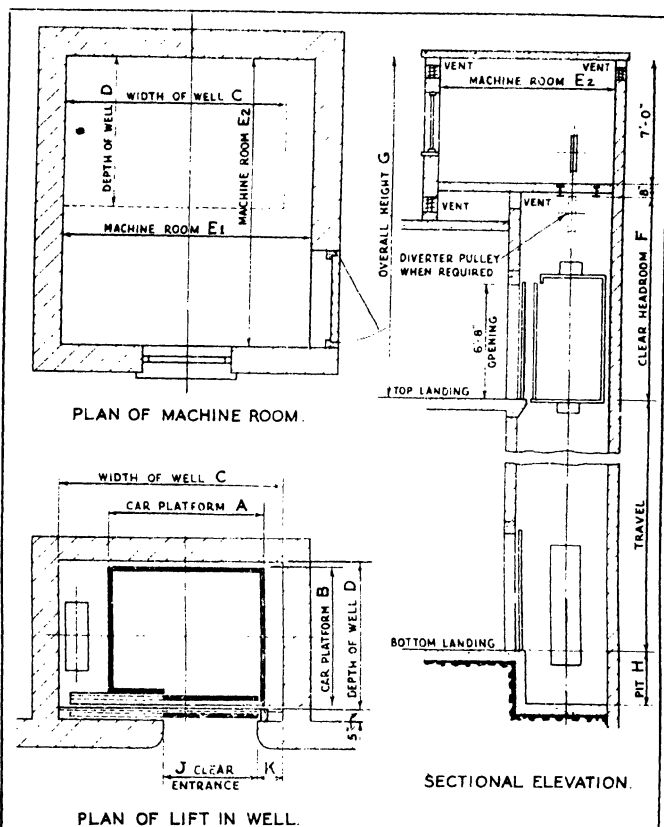 DEPTH OF WELL D
WIDTH OF WELL C
MACHINE ROOM E2
MACHINE ROOM E1
PLAN OF MACHINE ROOM.
VENT
VENT
MACHINE ROOM E2
7'-0"
8"
OVERALL HEIGHT G
VENT
VENT
DIVERTER PULLEY
WHEN REQUIRED
CLEAR HEADROOM F
6'-8"
OPENING
TOP LANDING
TRAVEL
BOTTOM LANDING
PIT H
SECTIONAL ELEVATION.
WIDTH OF WELL C
CAR PLATFORM A
CAR PLATFORM B
DEPTH OF WELL D
J CLEAR
ENTRANCE
K
PLAN OF LIFT IN WELL.